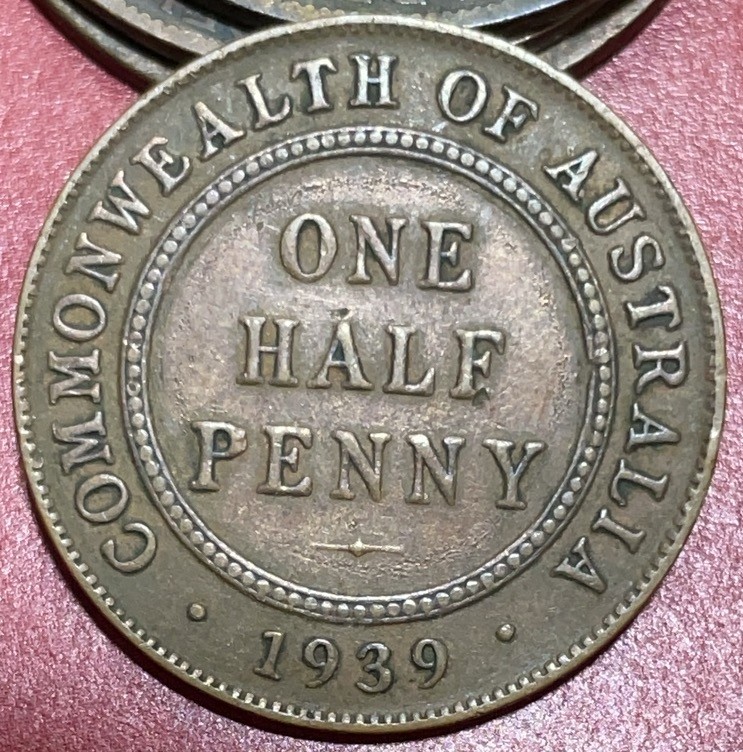 COMMONWEALTH OF AUSTRALIA
ONE
HALF
PENNY
· 1939 ·